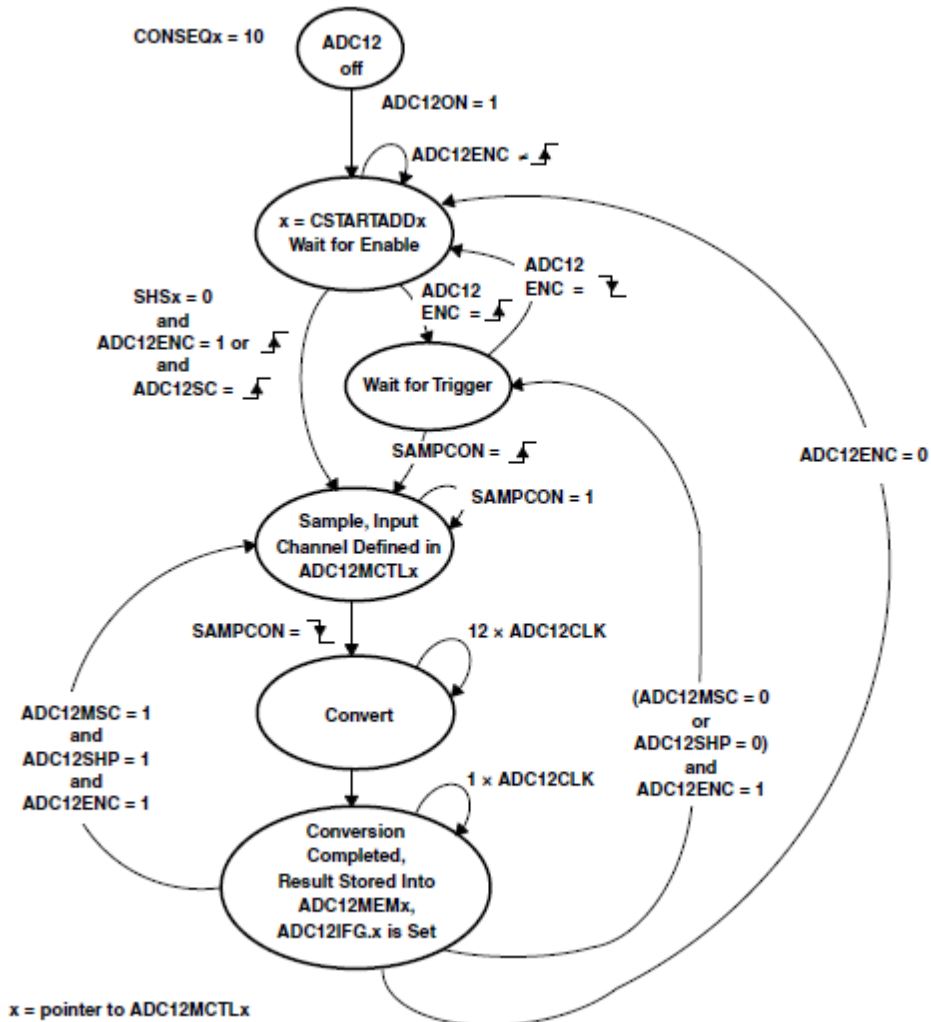 CONSEQx = 10
ADC12
off
ADC12ON = 1
ADC12ENC ≠
x = CSTARTADDx
Wait for Enable
ADC12
ENC =
ADC12
ENC =
SHSx = 0
and
ADC12ENC = 1 or
and
ADC12SC =
Wait for Trigger
SAMPCON =
ADC12ENC = 0
SAMPCON = 1
Sample, Input
Channel Defined in
ADC12MCTLx
SAMPCON =
12 × ADC12CLK
Convert
ADC12MSC = 1
and
ADC12SHP = 1
and
ADC12ENC = 1
(ADC12MSC = 0
or
ADC12SHP = 0)
and
ADC12ENC = 1
1 × ADC12CLK
Conversion
Completed,
Result Stored Into
ADC12MEMx,
ADC12IFG.x is Set
x = pointer to ADC12MCTLx